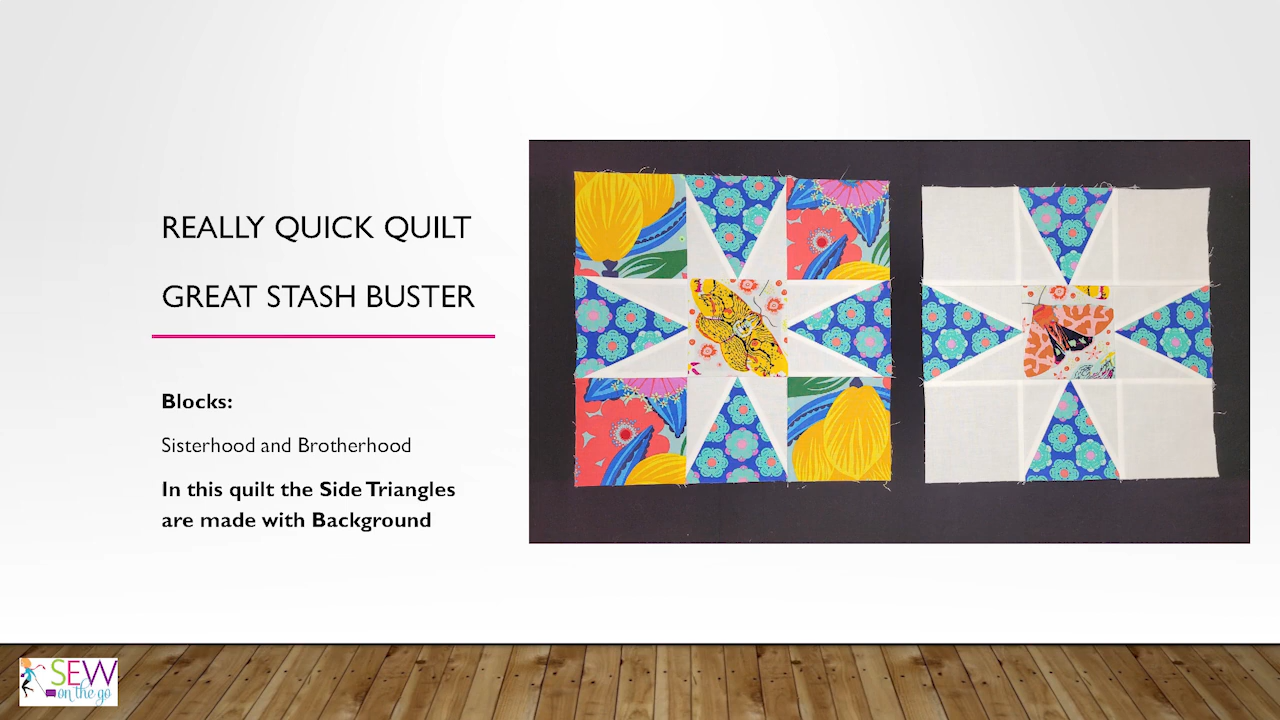 REALLY QUICK QUILT
GREAT STASH BUSTER
Blocks:
Sisterhood and Brotherhood
In this quilt the Side Triangles
are made with Background
SEW
on the go